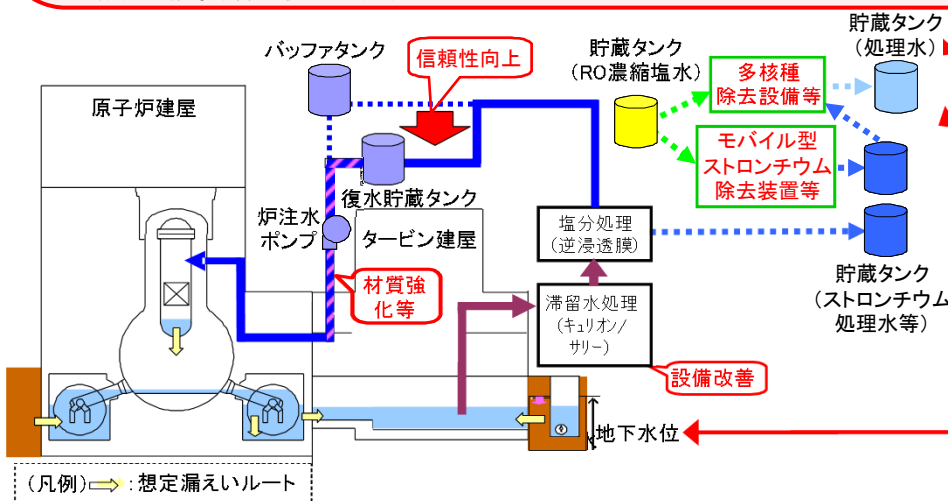 バッファタンク
信頼性向上
貯蔵タンク
(RO濃縮塩水)
多核種
除去設備等
貯蔵タンク
(処理水)
原子炉建屋
モバイル型
ストロンチウム
除去装置等
復水貯蔵タンク
炉注水
ポンプ
タービン建屋
塩分処理
(逆浸透膜)
材質強
化等
滞留水処理
(キュリオン/
サリー)
貯蔵タンク
(ストロンチウム
処理水等)
設備改善
地下水位
(凡例) :想定漏えいルート